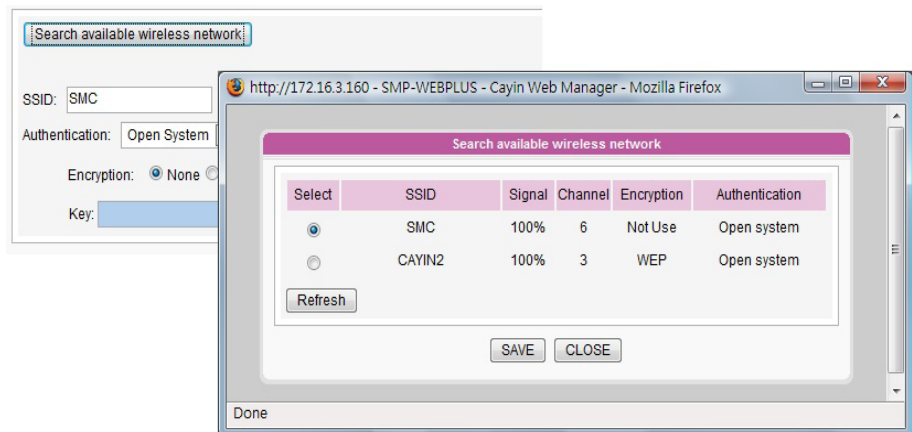 Search available wireless network
SSID: SMC
Authentication: Open System
Encryption: None
Key:
http://172.16.3.160 - SMP-WEBPLUS - Cayin Web Manager - Mozilla Firefox
Search available wireless network
Select SSID Signal Channel Encryption Authentication
SMC 100% 6 Not Use Open system
CAYIN2 100% 3 WEP Open system
Refresh
SAVE CLOSE
Done